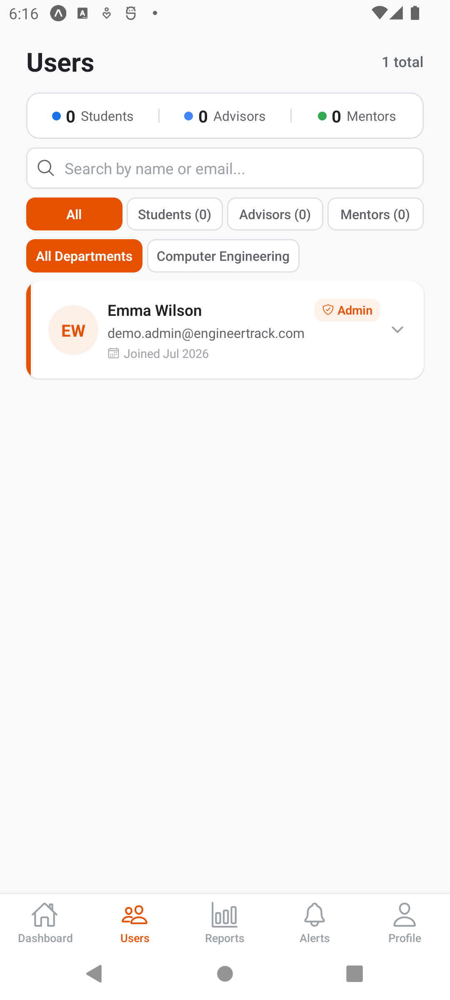 6:16
Users
1 total
0 Students
0 Advisors
0 Mentors
Search by name or email...
All
Students (0)
Advisors (0)
Mentors (0)
All Departments
Computer Engineering
EW
Emma Wilson
Admin
demo.admin@engineertrack.com
Joined Jul 2026
Dashboard
Users
Reports
Alerts
Profile